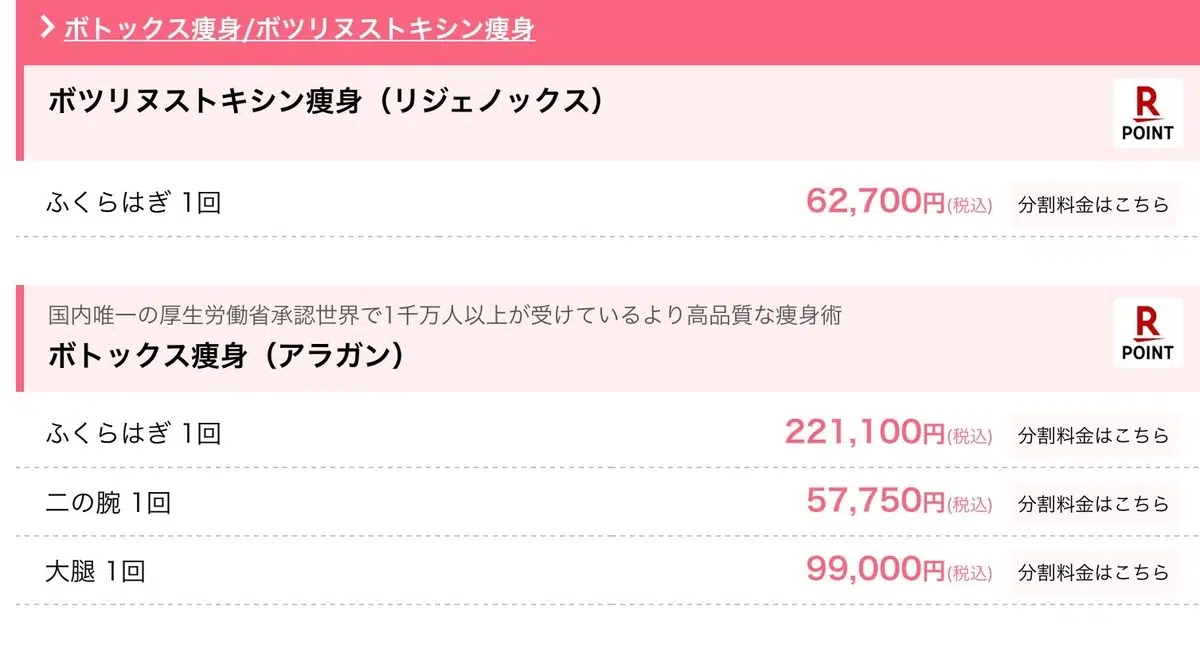 ボトックス痩身/ボツリヌストキシン痩身
ボツリヌストキシン痩身（リジェノックス）
R
POINT
ふくらはぎ 1回 62,700円(税込) 分割料金はこちら
国内唯一の厚生労働省承認世界で1千万人以上が受けているより高品質な痩身術
ボトックス痩身（アラガン）
R
POINT
ふくらはぎ 1回 221,100円(税込) 分割料金はこちら
二の腕 1回 57,750円(税込) 分割料金はこちら
大腿 1回 99,000円(税込) 分割料金はこちら